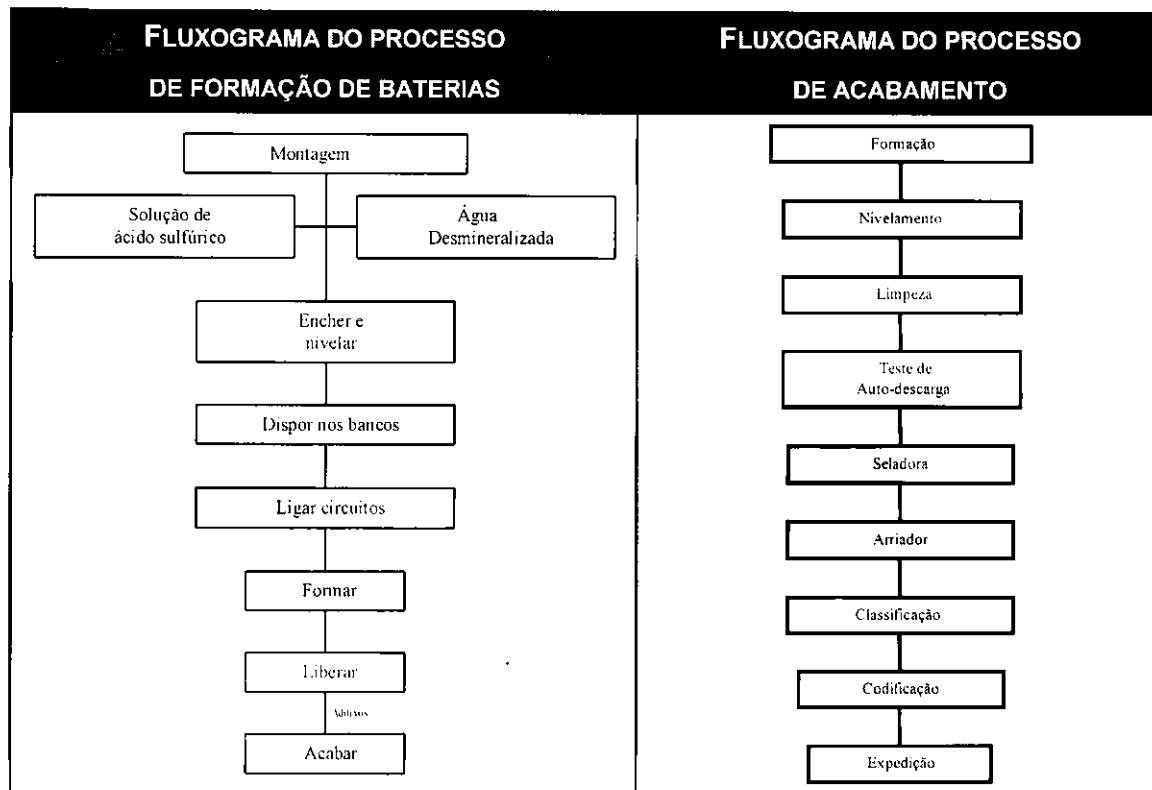 FLUXOGRAMA DO PROCESSO
DE FORMAÇÃO DE BATERIAS
Montagem
Solução de
ácido sulfúrico
Água
Desmineralizada
Encher e
nivelar
Dispor nos bancos
Ligar circuitos
Formar
Liberar
Aditivos
Acabar
FLUXOGRAMA DO PROCESSO
DE ACABAMENTO
Formação
Nivelamento
Limpeza
Teste de
Auto-descarga
Seladora
Arriador
Classificação
Codificação
Expedição